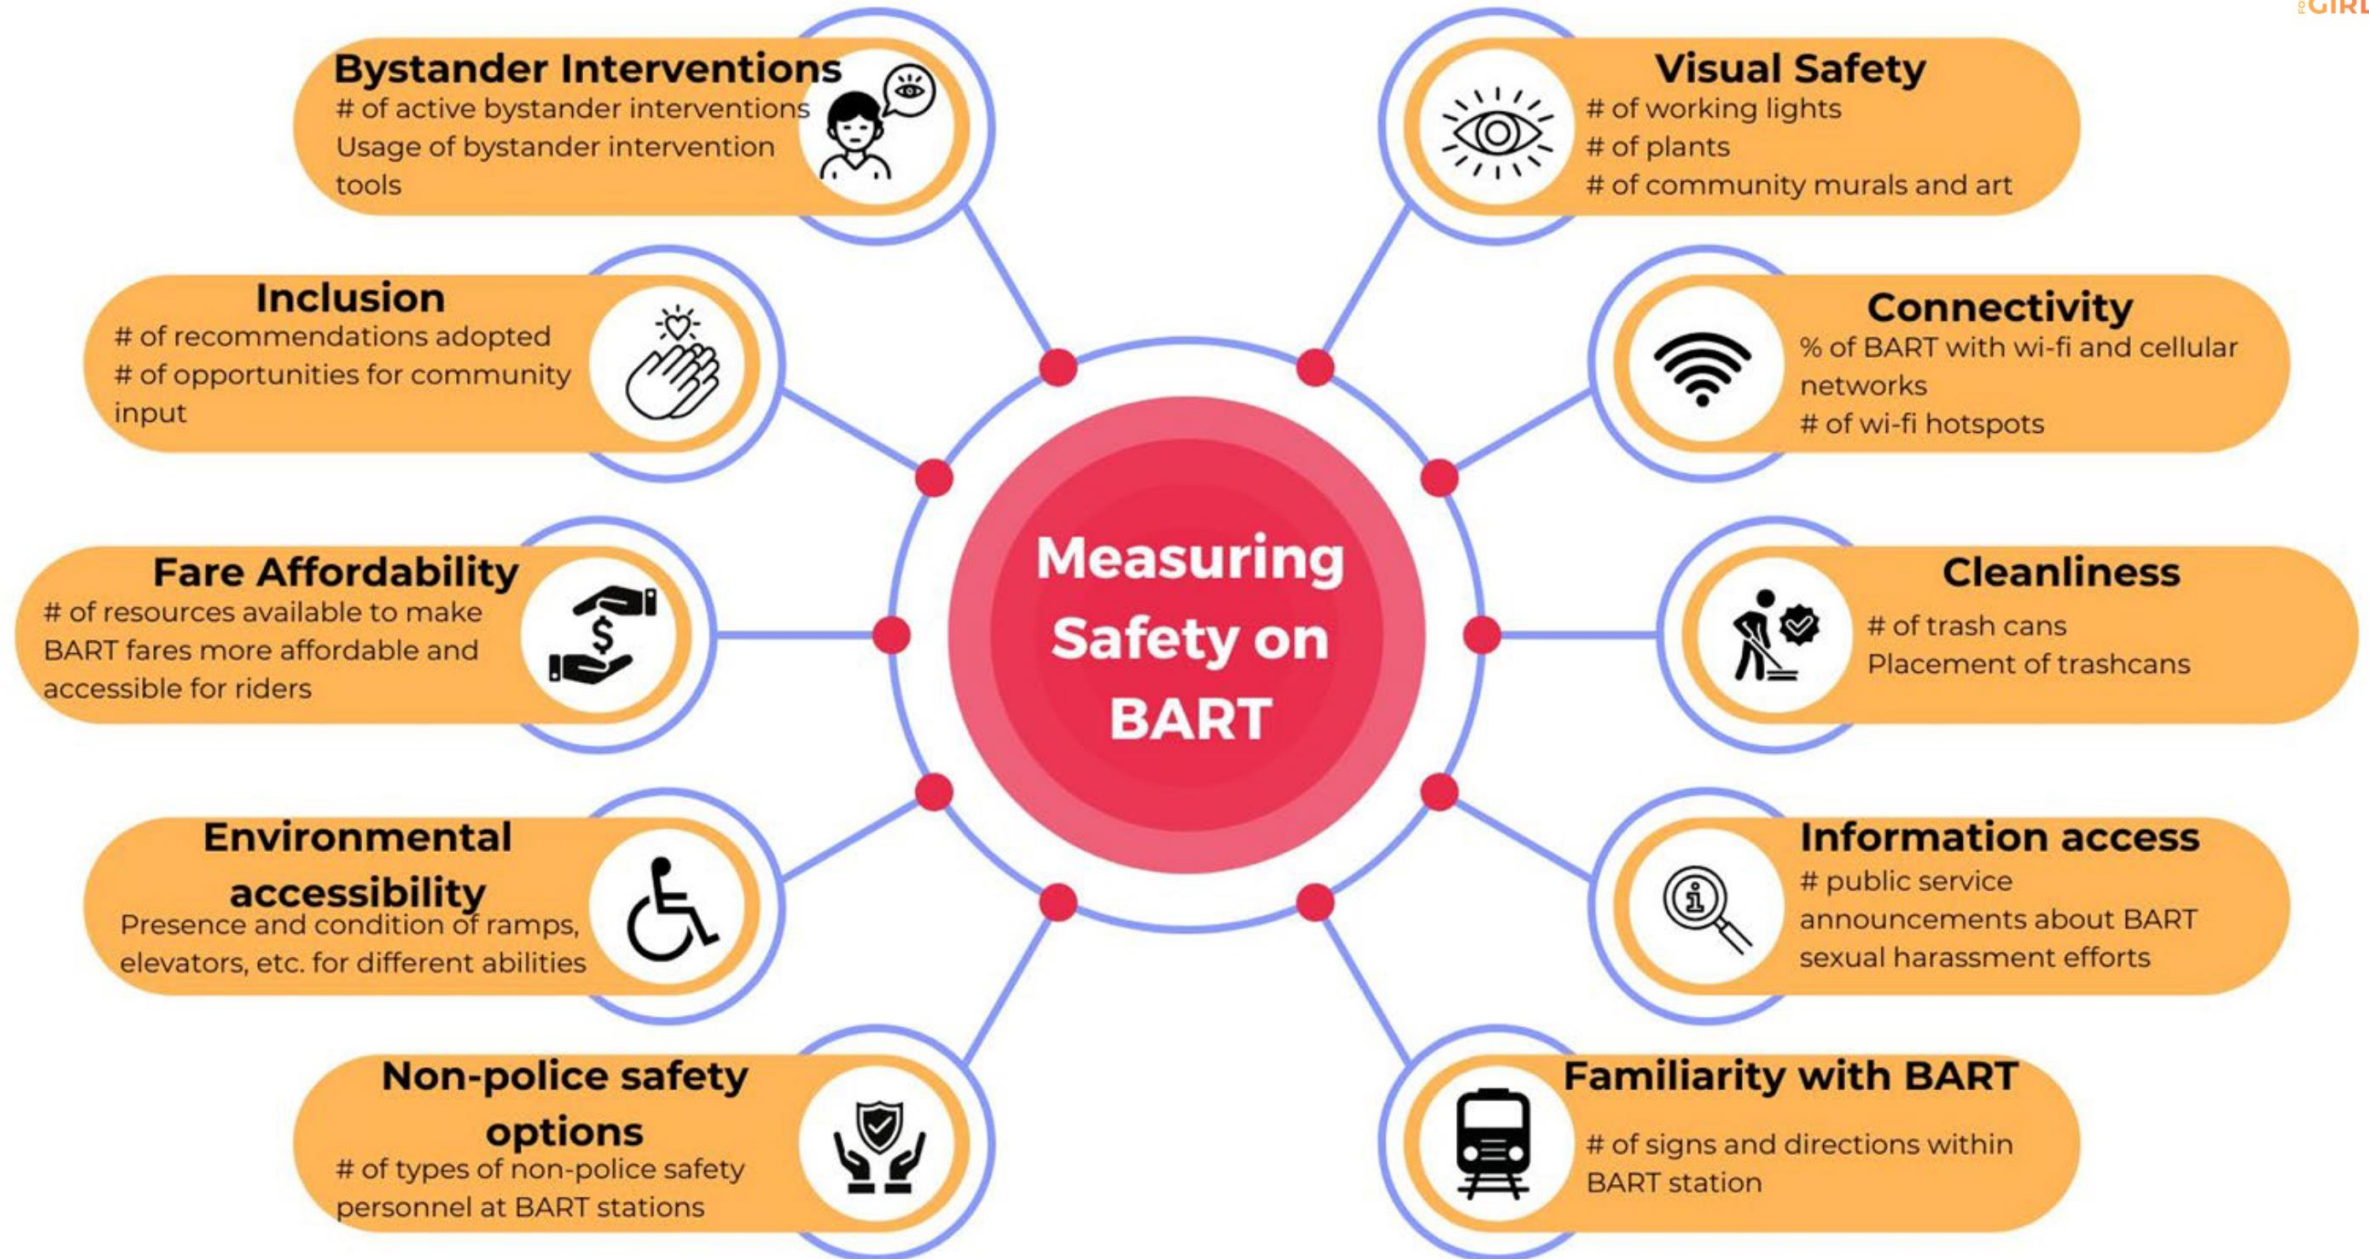 GIRL
Bystander Interventions
# of active bystander interventions
Usage of bystander intervention
tools
Visual Safety
# of working lights
# of plants
# of community murals and art
Inclusion
# of recommendations adopted
# of opportunities for community
input
Connectivity
% of BART with wi-fi and cellular
networks
# of wi-fi hotspots
Fare Affordability
# of resources available to make
BART fares more affordable and
accessible for riders
Measuring
Safety on
BART
Cleanliness
# of trash cans
Placement of trashcans
Environmental
accessibility
Presence and condition of ramps,
elevators, etc. for different abilities
Information access
# public service
announcements about BART
sexual harassment efforts
Non-police safety
options
# of types of non-police safety
personnel at BART stations
Familiarity with BART
# of signs and directions within
BART station